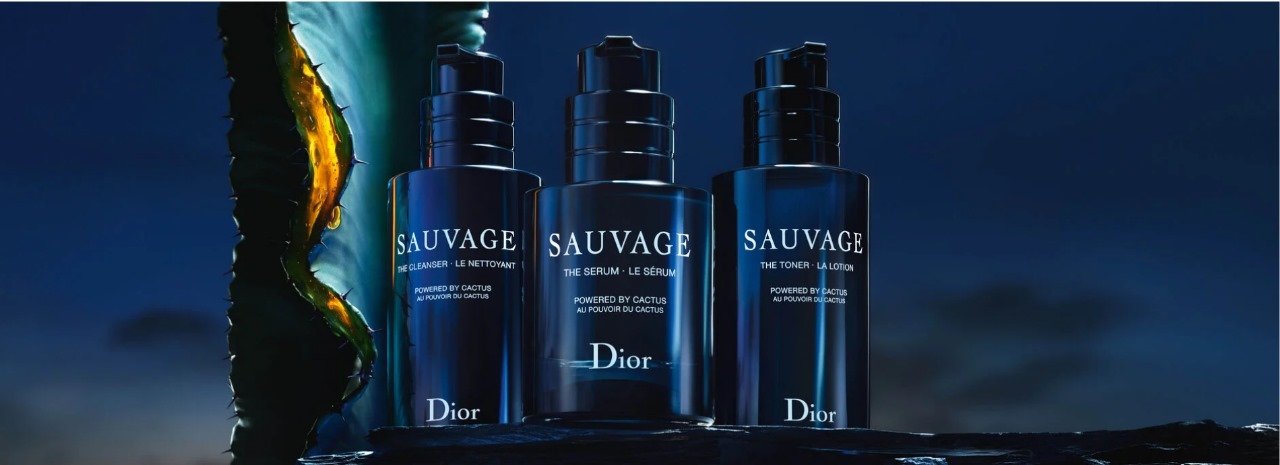 SAUVAGE
THE CLEANSER · LE NETTOYANT
POWERED BY CACTUS
AU POUVOIR DU CACTUS
Dior
SAUVAGE
THE SERUM · LE SÉRUM
POWERED BY CACTUS
AU POUVOIR DU CACTUS
Dior
SAUVAGE
THE TONER · LA LOTION
POWERED BY CACTUS
AU POUVOIR DU CACTUS
Dior